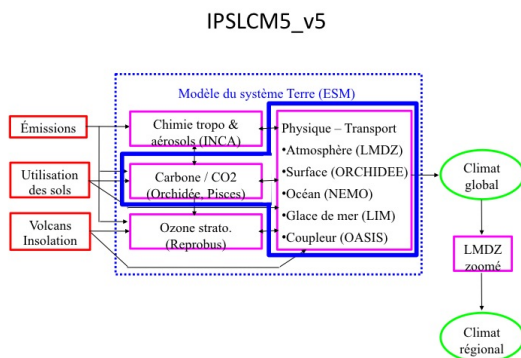 IPSLCM5_v5
Modèle du système Terre (ESM)
Émissions
Utilisation
des sols
Volcans
Insolation
Chimie tropo &
aérosols (INCA)
Carbone / CO2
(Orchidée, Pisces)
Ozone strato.
(Reprobus)
Physique – Transport
•Atmosphère (LMDZ)
•Surface (ORCHIDEE)
•Océan (NEMO)
•Glace de mer (LIM)
•Coupleur (OASIS)
Climat
global
LMDZ
zoomé
Climat
régional